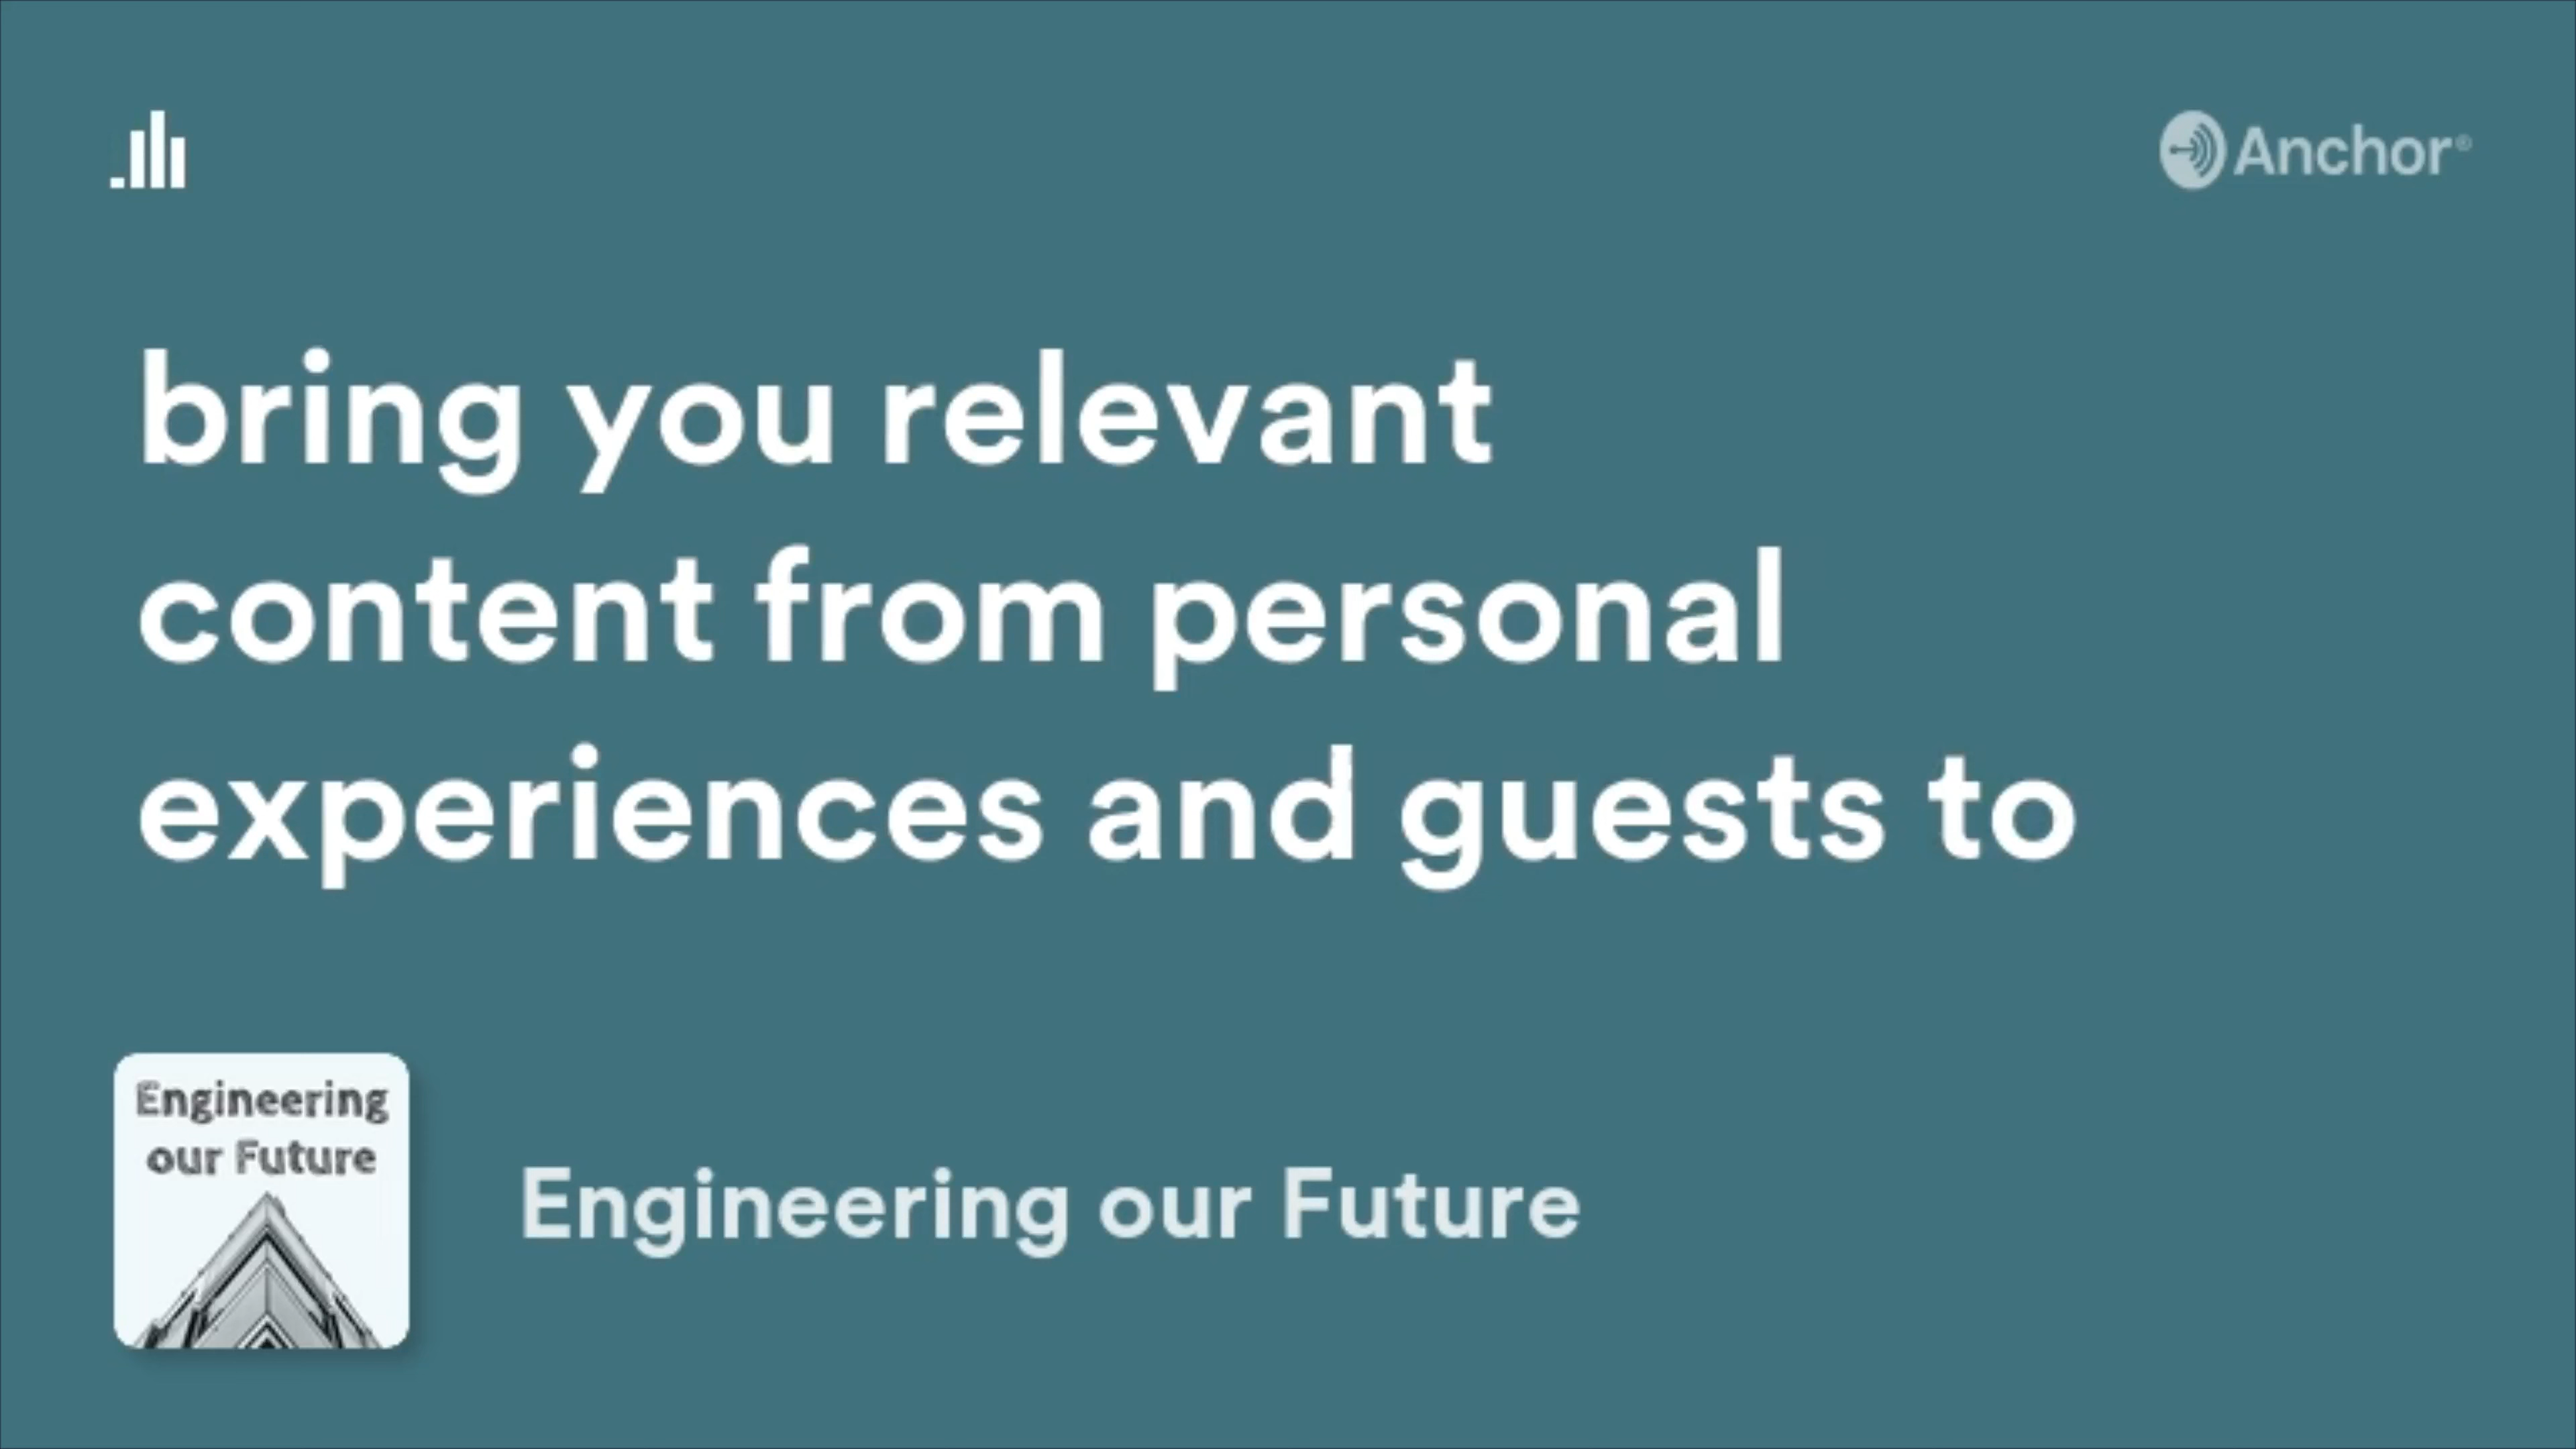 Anchor®
bring you relevant
content from personal
experiences and guests to
Engineering
our Future
Engineering our Future